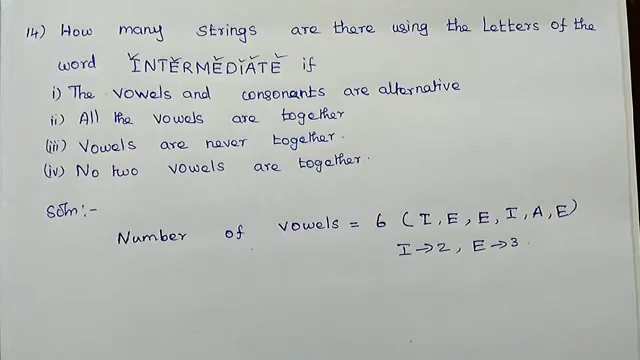 14) How many strings are there using the Letters of the
word INTERMEDIATE if
i) The vowels and consonants are alternative
ii) All the vowels are together
(iii) Vowels are never together.
(iv) No two vowels are together.
Soln:-
Number of vowels = 6 (I, E, E, I, A, E)
I→2, E→3